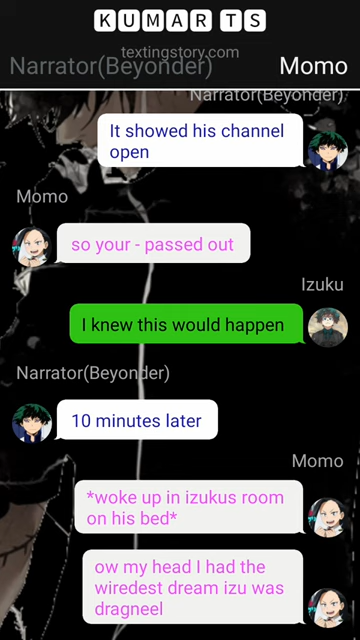 KUMAR TS
textingstory.com
Narrator(Beyonder)
Momo
Narrator(Beyonder)
It showed his channel
open
Momo
so your - passed out
Izuku
I knew this would happen
Narrator(Beyonder)
10 minutes later
Momo
*woke up in izukus room
on his bed*
ow my head I had the
wiredest dream izu was
dragneel